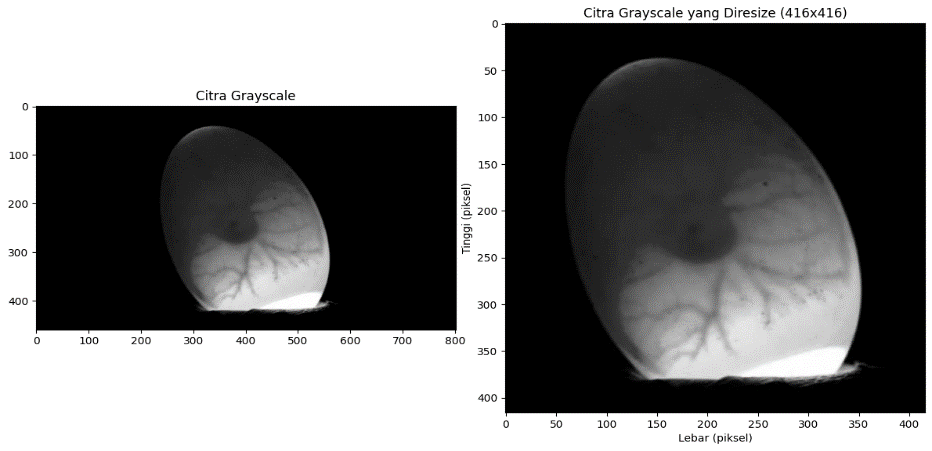 Citra Grayscale
0
100
200
300
400
0 100 200 300 400 500 600 700 800
Citra Grayscale yang Diresize (416x416)
Tinggi (piksel)
0
50
100
150
200
250
300
350
400
0 50 100 150 200 250 300 350 400
Lebar (piksel)